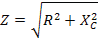 Z = √(R² + X_C²)